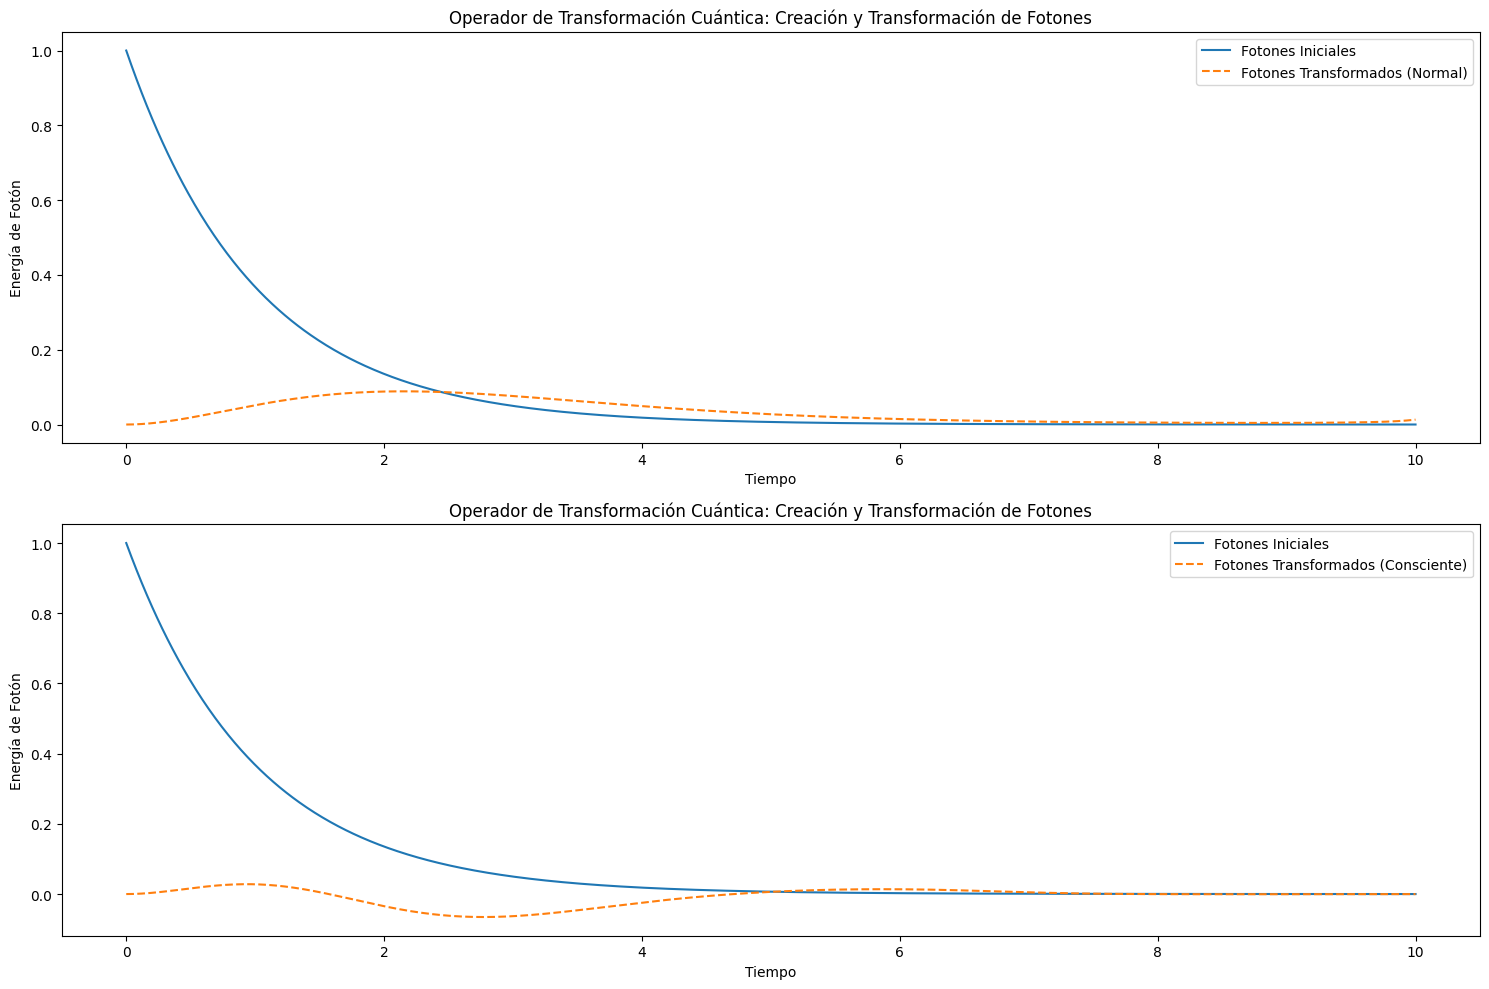 Operador de Transformación Cuántica: Creación y Transformación de Fotones
Fotones Iniciales
Fotones Transformados (Normal)
1.0
0.8
0.6
0.4
0.2
0.0
Energía de Fotón
0 2 4 6 8 10
Tiempo
Operador de Transformación Cuántica: Creación y Transformación de Fotones
Fotones Iniciales
Fotones Transformados (Consciente)
1.0
0.8
0.6
0.4
0.2
0.0
Energía de Fotón
0 2 4 6 8 10
Tiempo